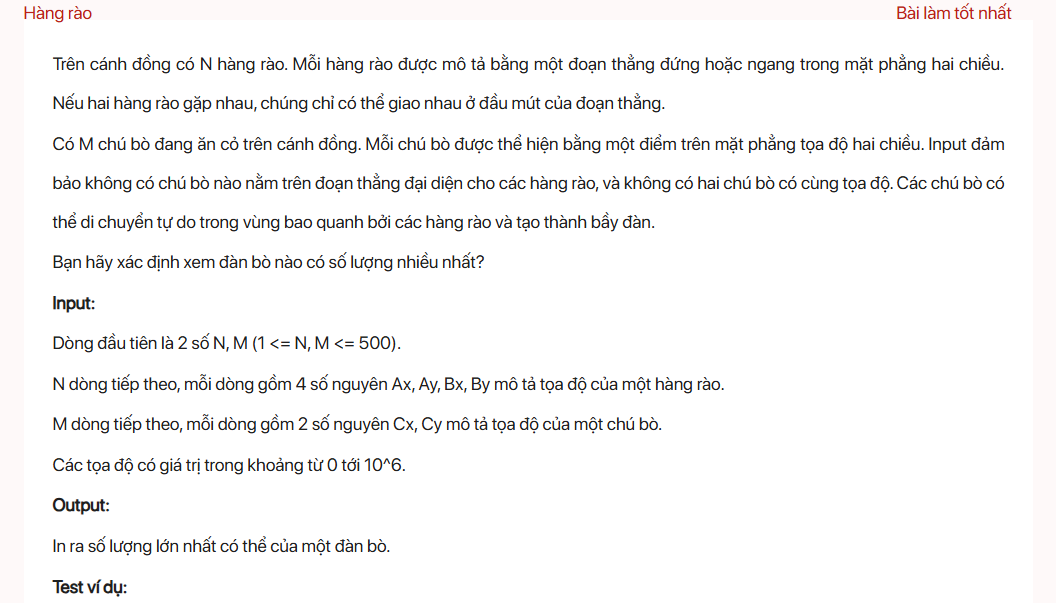 Hàng rào
Bài làm tốt nhất
Trên cánh đồng có N hàng rào. Mỗi hàng rào được mô tả bằng một đoạn thẳng đứng hoặc ngang trong mặt phẳng hai chiều.
Nếu hai hàng rào gặp nhau, chúng chỉ có thể giao nhau ở đầu mút của đoạn thẳng.
Có M chú bò đang ăn cỏ trên cánh đồng. Mỗi chú bò được thể hiện bằng một điểm trên mặt phẳng tọa độ hai chiều. Input đảm
bảo không có chú bò nào nằm trên đoạn thẳng đại diện cho các hàng rào, và không có hai chú bò có cùng tọa độ. Các chú bò có
thể di chuyển tự do trong vùng bao quanh bởi các hàng rào và tạo thành bầy đàn.
Bạn hãy xác định xem đàn bò nào có số lượng nhiều nhất?
Input:
Dòng đầu tiên là 2 số N, M (1 <= N, M <= 500).
N dòng tiếp theo, mỗi dòng gồm 4 số nguyên Ax, Ay, Bx, By mô tả tọa độ của một hàng rào.
M dòng tiếp theo, mỗi dòng gồm 2 số nguyên Cx, Cy mô tả tọa độ của một chú bò.
Các tọa độ có giá trị trong khoảng từ 0 tới 10^6.
Output:
In ra số lượng lớn nhất có thể của một đàn bò.
Test ví dụ: